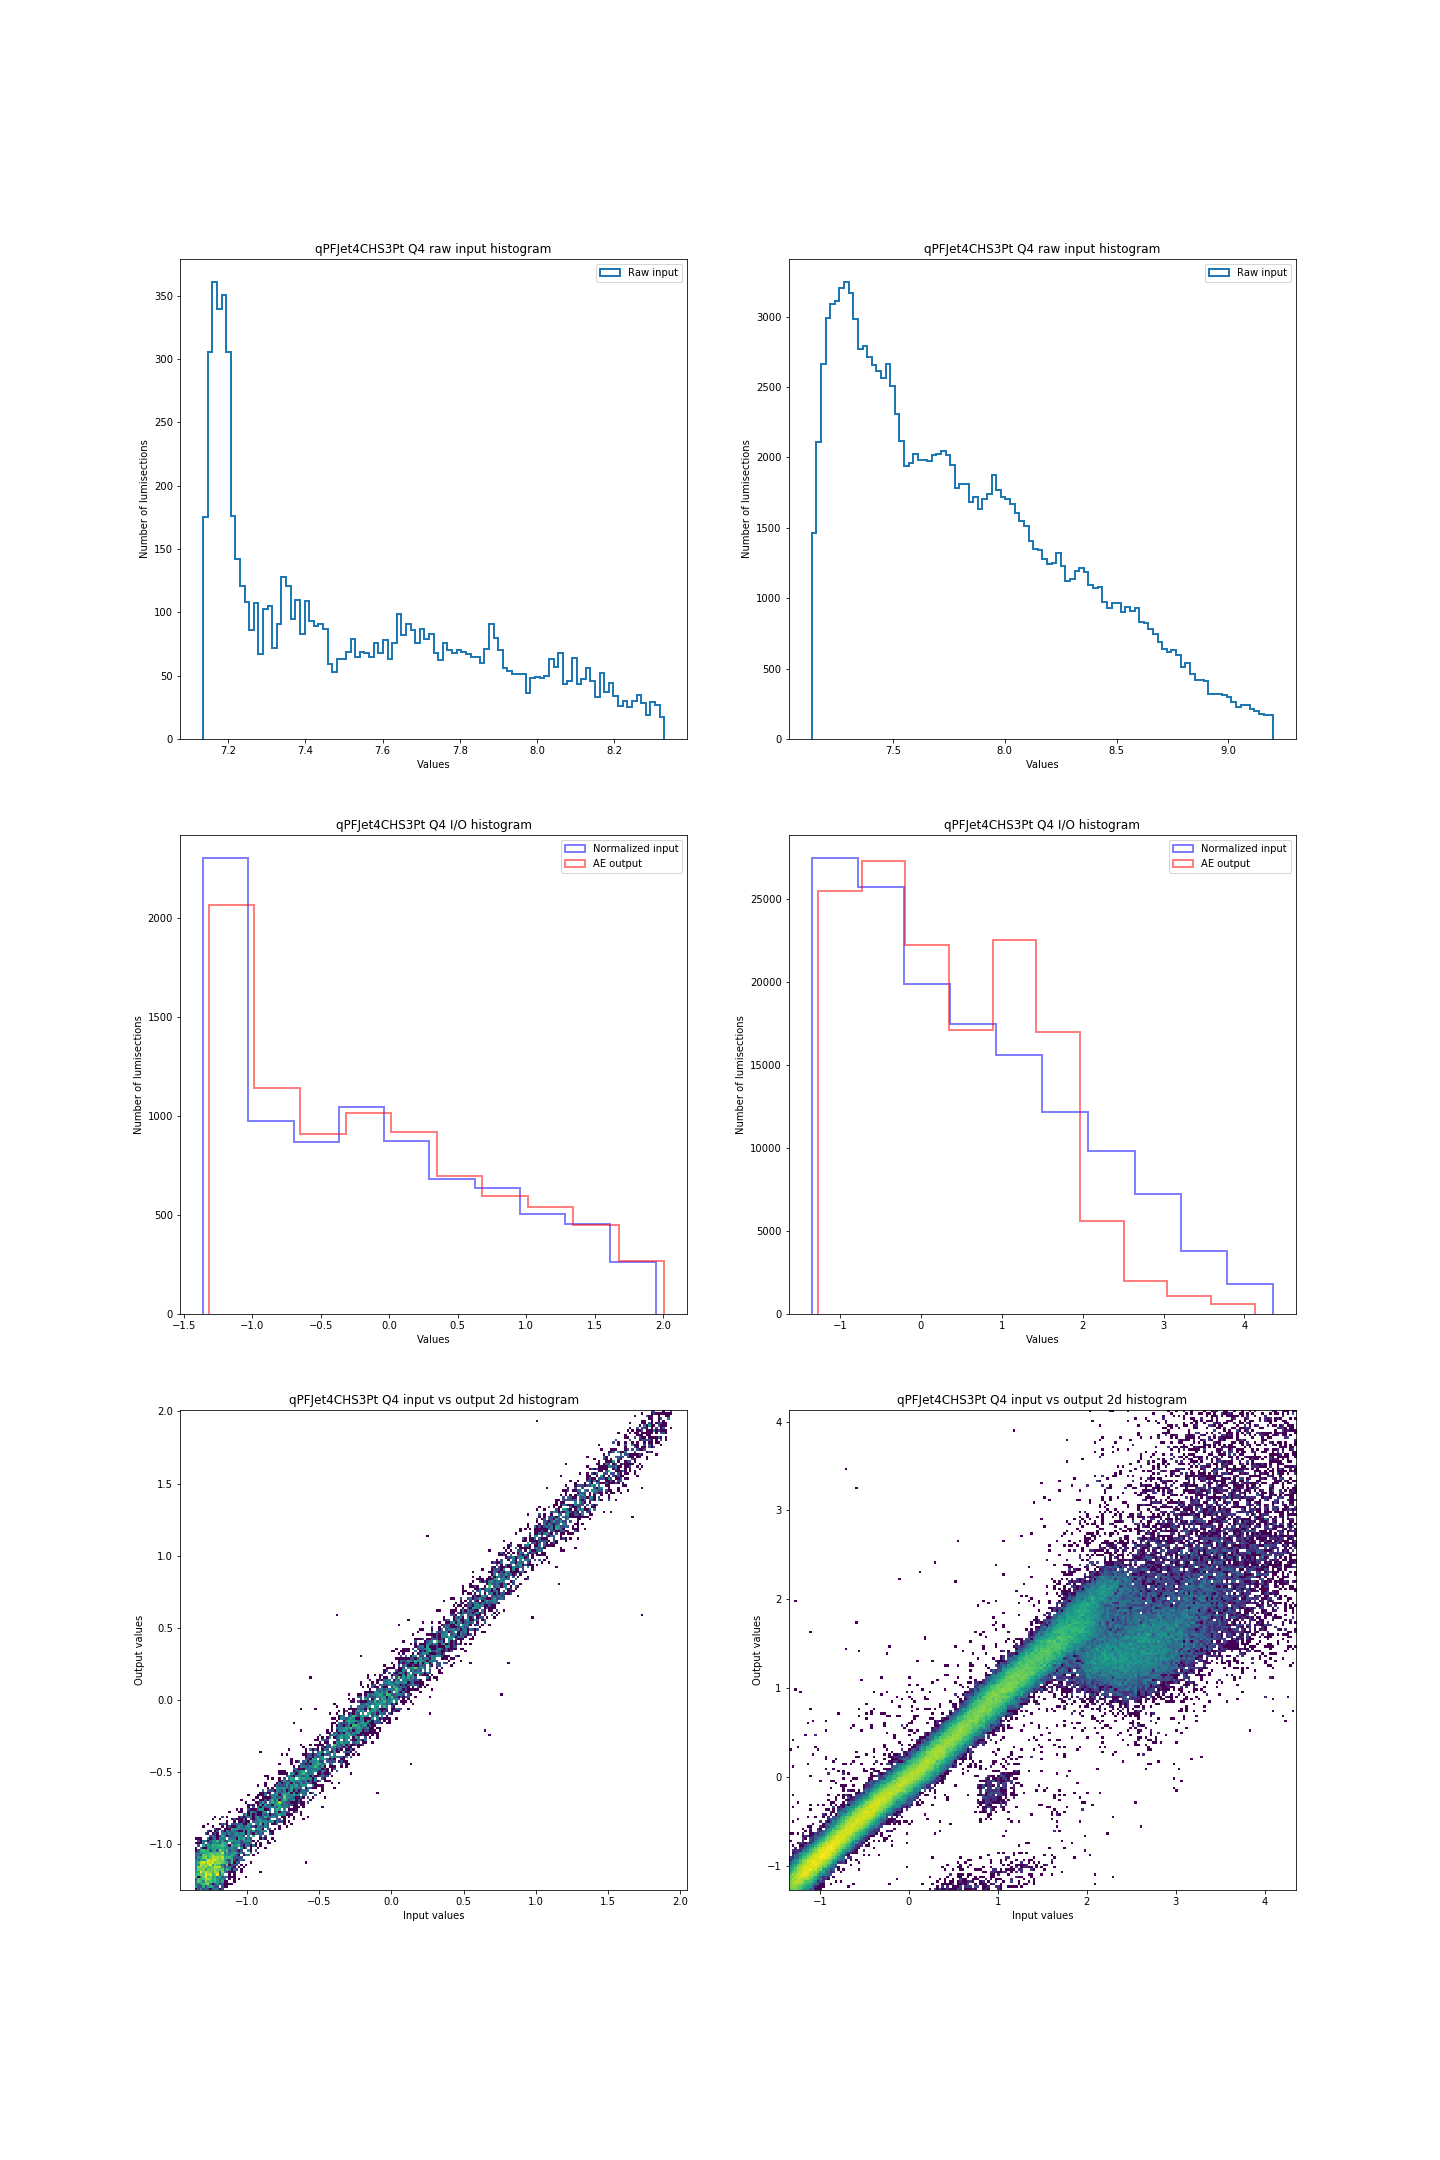 qPFJet4CHS3Pt Q4 raw input histogram
Raw input
Number of lumisections
350
300
250
200
150
100
50
0
7.2 7.4 7.6 7.8 8.0 8.2
Values
qPFJet4CHS3Pt Q4 raw input histogram
Raw input
Number of lumisections
3000
2500
2000
1500
1000
500
0
7.5 8.0 8.5 9.0
Values
qPFJet4CHS3Pt Q4 I/O histogram
Normalized input
AE output
Number of lumisections
2000
1500
1000
500
0
−1.5 −1.0 −0.5 0.0 0.5 1.0 1.5 2.0
Values
qPFJet4CHS3Pt Q4 I/O histogram
Normalized input
AE output
Number of lumisections
25000
20000
15000
10000
5000
0
−1 0 1 2 3 4
Values
qPFJet4CHS3Pt Q4 input vs output 2d histogram
Output values
2.0
1.5
1.0
0.5
0.0
−0.5
−1.0
−1.0 −0.5 0.0 0.5 1.0 1.5 2.0
Input values
qPFJet4CHS3Pt Q4 input vs output 2d histogram
Output values
4
3
2
1
0
−1
−1 0 1 2 3 4
Input values